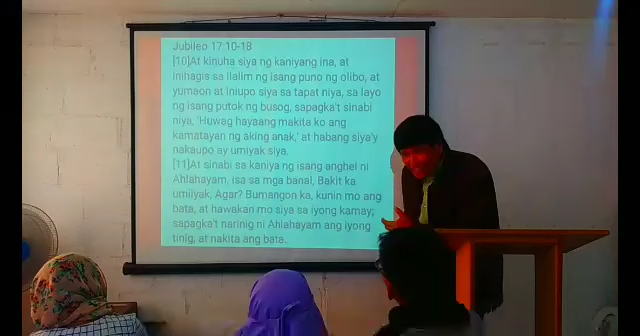 Jubileo 17:10-18
[10]At kinuha siya ng kaniyang ina, at
inihagis sa ilalim ng isang puno ng olibo, at
yumaon at iniupo siya sa tapat niya, sa layo
ng isang putok ng busog, sapagka't sinabi
niya, 'Huwag hayaang makita ko ang
kamatayan ng aking anak,' at habang siya'y
nakaupo ay umiyak siya.
[11]At sinabi sa kaniya ng isang anghel ni
Ahlahayam, isa sa mga banal, Bakit ka
umiiyak, Agar? Bumangon ka, kunin mo ang
bata, at hawakan mo siya sa iyong kamay;
sapagka't narinig ni Ahlahayam ang iyong
tinig, at nakita ang bata.